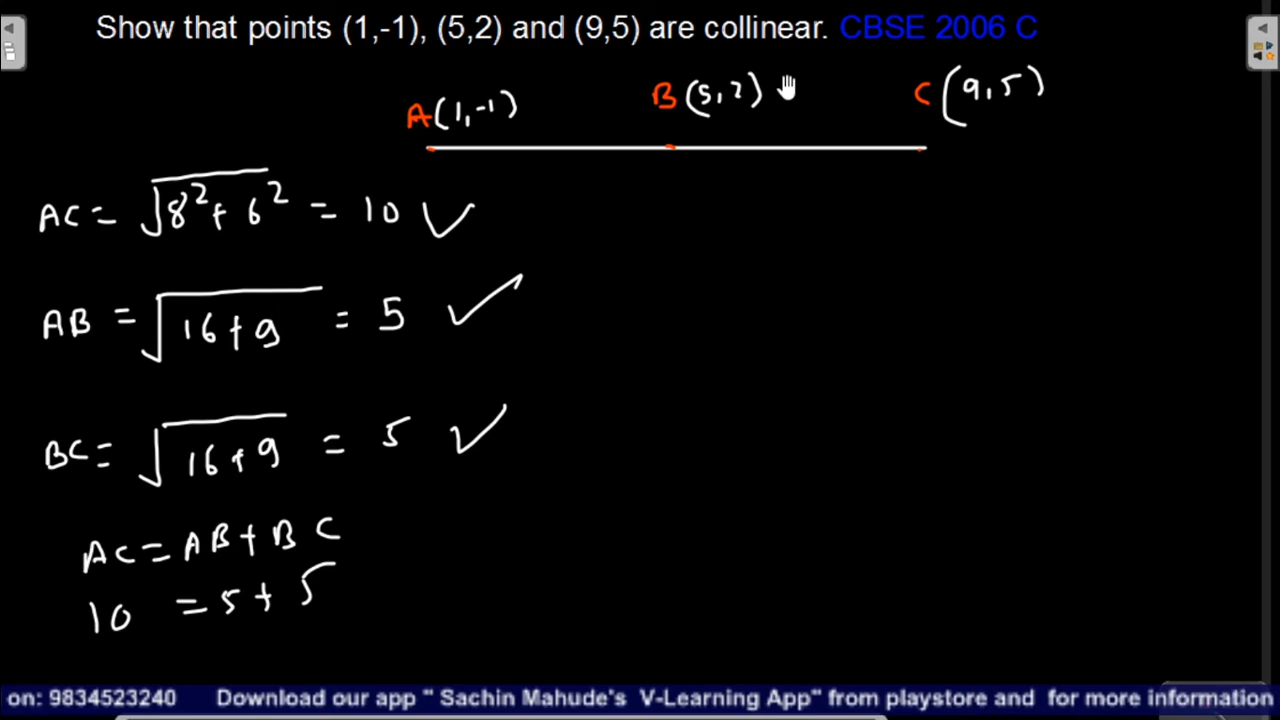 Show that points (1,-1), (5,2) and (9,5) are collinear. CBSE 2006 C
A(1,-1) B(5,2) C(9,5)
AC = √8²+6² = 10 ✓
AB = √16+9 = 5 ✓
BC = √16+9 = 5 ✓
AC = AB + BC
10 = 5 + 5
on: 9834523240 Download our app " Sachin Mahude's V-Learning App" from playstore and for more information